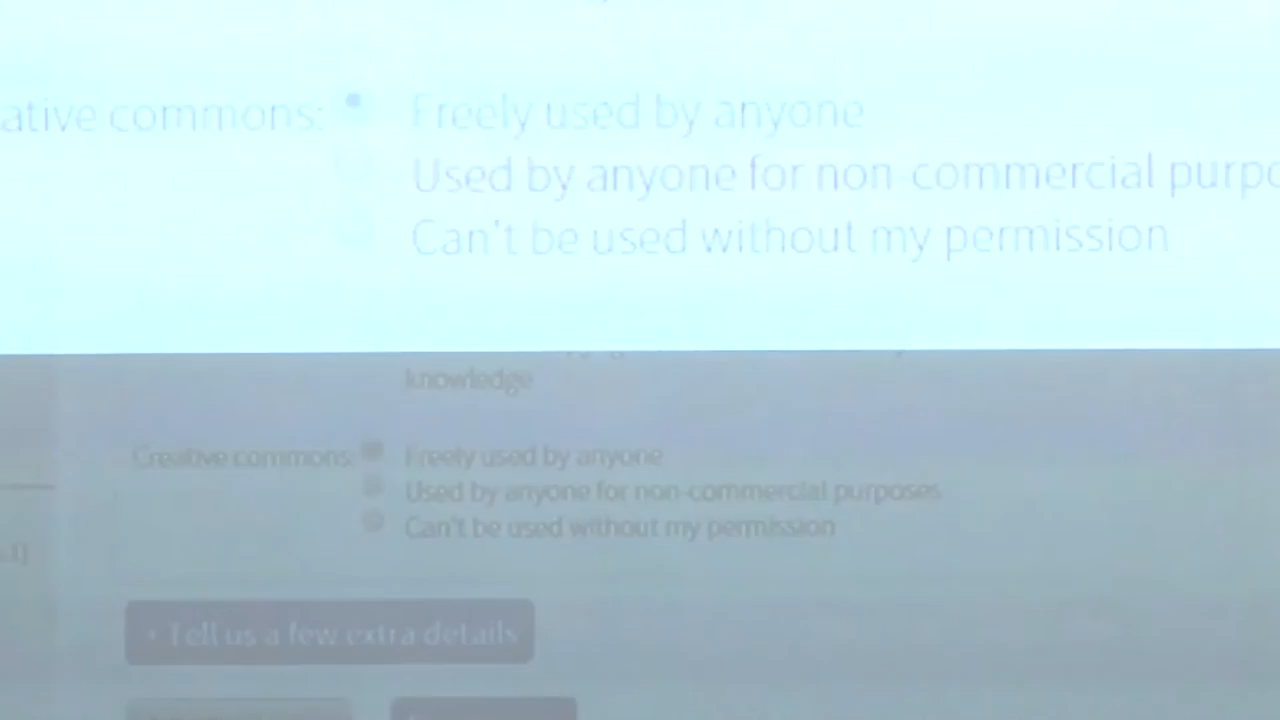 ative commons: Freely used by anyone
Used by anyone for non-commercial purpo
Can't be used without my permission
knowledge
Creative commons: Freely used by anyone
Used by anyone for non-commercial purposes
Can't be used without my permission
+ Tell us a few extra details